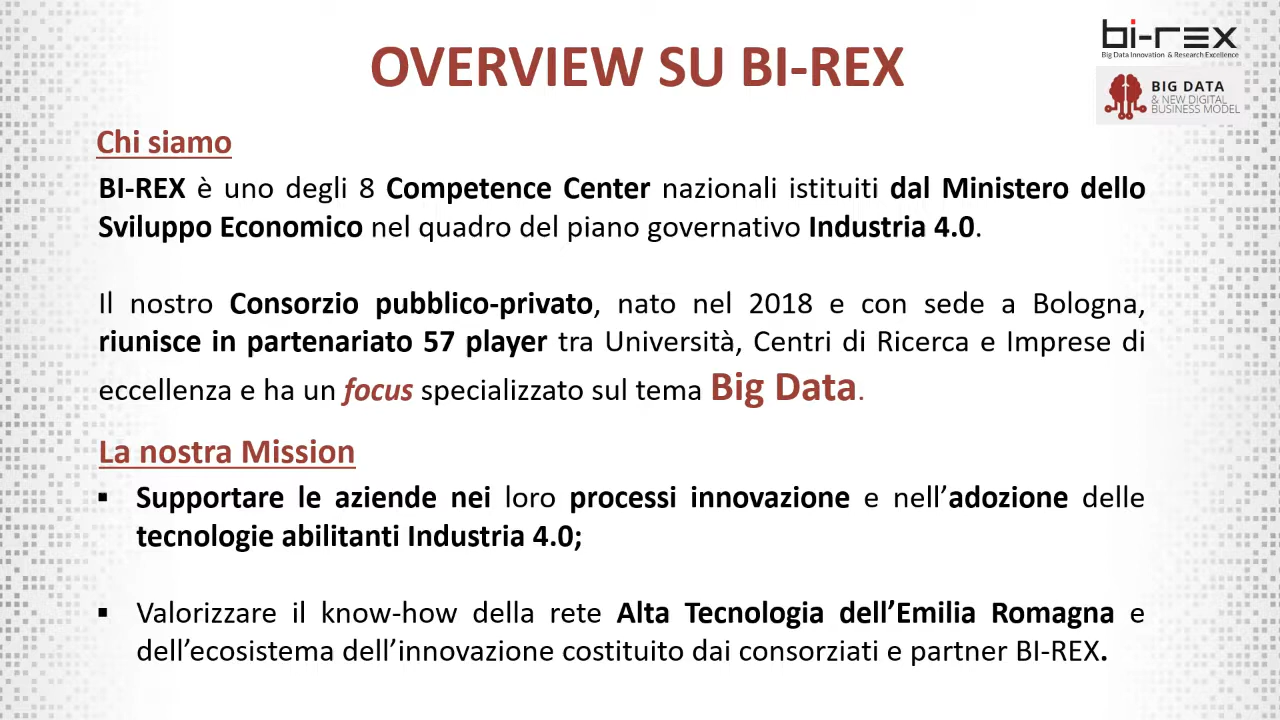 OVERVIEW SU BI-REX
bi-rex
Big Data Innovation & Research Excellence
BIG DATA
& NEW DIGITAL
BUSINESS MODEL
Chi siamo
BI-REX è uno degli 8 Competence Center nazionali istituiti dal Ministero dello
Sviluppo Economico nel quadro del piano governativo Industria 4.0.
Il nostro Consorzio pubblico-privato, nato nel 2018 e con sede a Bologna,
riunisce in partenariato 57 player tra Università, Centri di Ricerca e Imprese di
eccellenza e ha un focus specializzato sul tema Big Data.
La nostra Mission
▪ Supportare le aziende nei loro processi innovazione e nell’adozione delle
tecnologie abilitanti Industria 4.0;
▪ Valorizzare il know-how della rete Alta Tecnologia dell’Emilia Romagna e
dell’ecosistema dell’innovazione costituito dai consorziati e partner BI-REX.